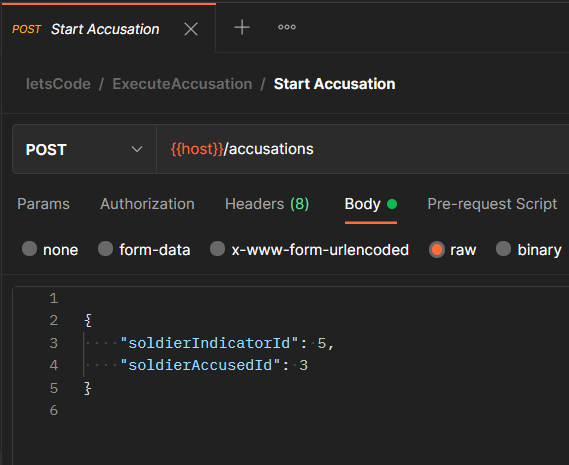 POST Start Accusation
letsCode / ExecuteAccusation / Start Accusation
POST {{host}}/accusations
Params Authorization Headers (8) Body Pre-request Script
none form-data x-www-form-urlencoded raw binary
1
2 {
3 "soldierIndicatorId": 5,
4 "soldierAccusedId": 3
5 }
6